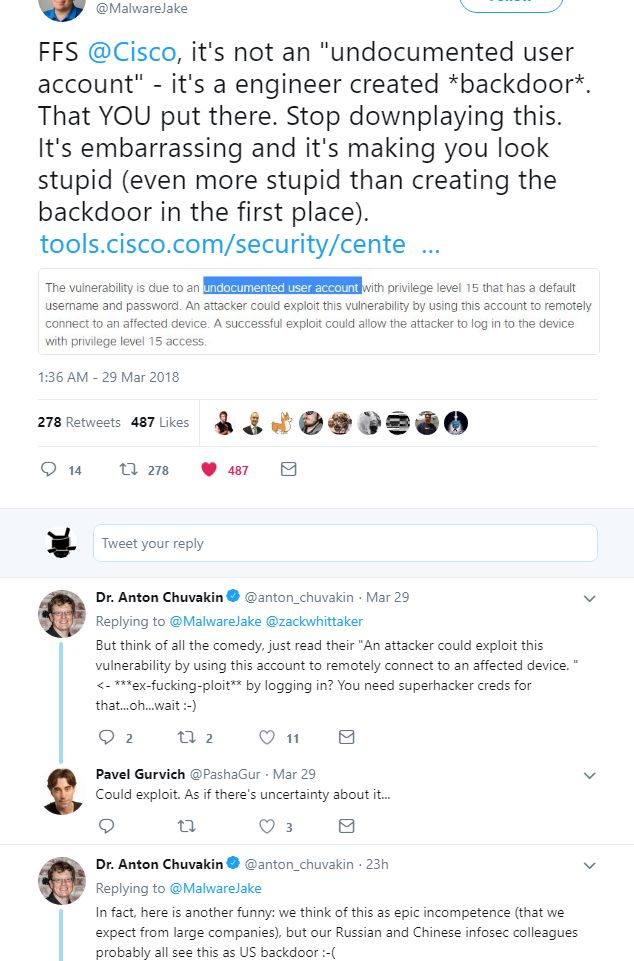 @MalwareJake
FFS @Cisco, it's not an "undocumented user
account" - it's a engineer created *backdoor*.
That YOU put there. Stop downplaying this.
It's embarrassing and it's making you look
stupid (even more stupid than creating the
backdoor in the first place).
tools.cisco.com/security/cente …
The vulnerability is due to an undocumented user account with privilege level 15 that has a default
username and password. An attacker could exploit this vulnerability by using this account to remotely
connect to an affected device. A successful exploit could allow the attacker to log in to the device
with privilege level 15 access.
1:36 AM - 29 Mar 2018
278 Retweets 487 Likes
14 278 487
Tweet your reply
Dr. Anton Chuvakin @anton_chuvakin · Mar 29
Replying to @MalwareJake @zackwhittaker
But think of all the comedy, just read their "An attacker could exploit this
vulnerability by using this account to remotely connect to an affected device. "
<- ***ex-fucking-ploit** by logging in? You need superhacker creds for
that...oh...wait :-)
2 2 11
Pavel Gurvich @PashaGur · Mar 29
Could exploit. As if there's uncertainty about it...
3
Dr. Anton Chuvakin @anton_chuvakin · 23h
Replying to @MalwareJake
In fact, here is another funny: we think of this as epic incompetence (that we
expect from large companies), but our Russian and Chinese infosec colleagues
probably all see this as US backdoor :-(